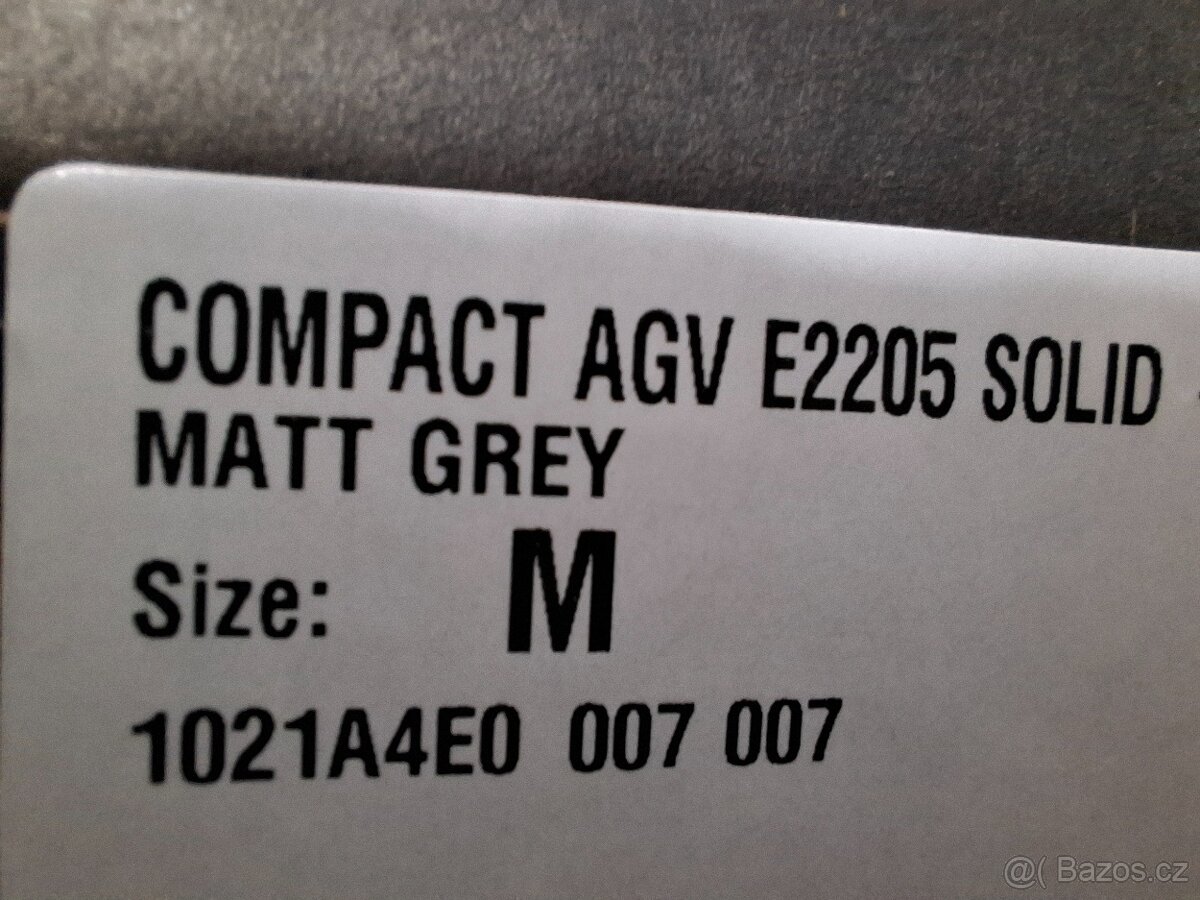 COMPACT AGV E2205 SOLID
MATT GREY
Size: M
1021A4E0 007 007
@( Bazos.cz